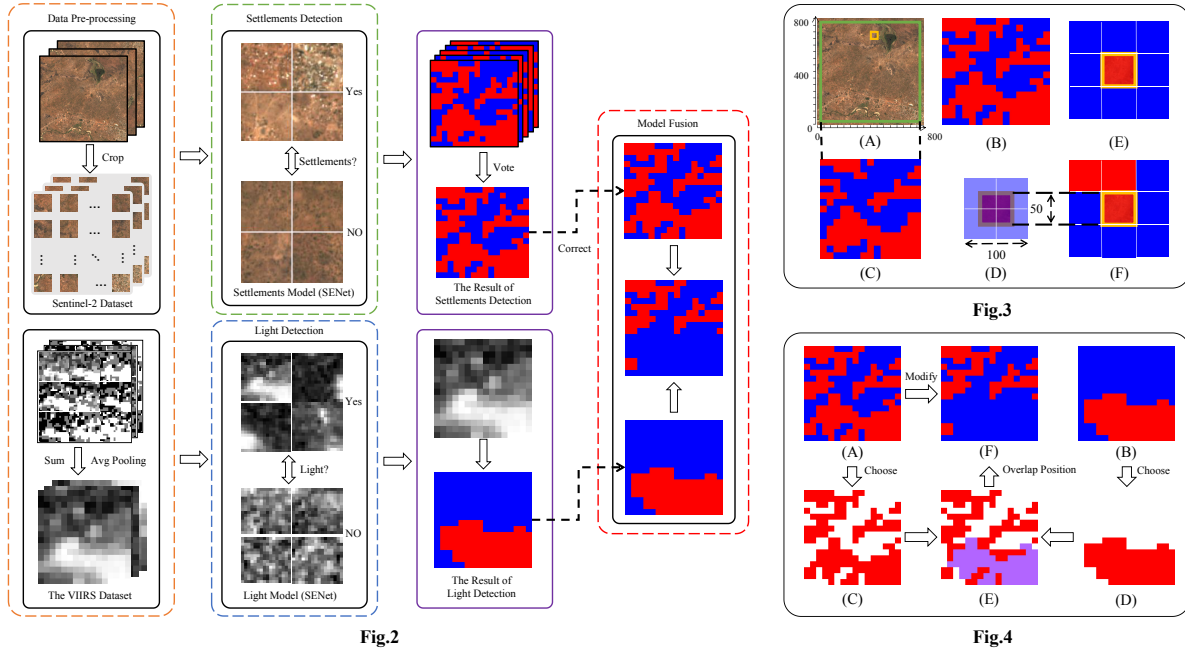 Data Pre-processing
Crop
...
...
Sentinel-2 Dataset
Sum
Avg Pooling
The VIIRS Dataset
Settlements Detection
Yes
Settlements?
NO
Settlements Model (SENet)
Light Detection
Yes
Light?
NO
Light Model (SENet)
Vote
The Result of
Settlements Detection
The Result of
Light Detection
Correct
Model Fusion
Fig.2
800
400
0
0
800
(A)
(B)
(E)
(C)
50
100
(D)
(F)
Fig.3
Modify
(A)
(F)
(B)
Choose
Overlap Position
Choose
(C)
(E)
(D)
Fig.4